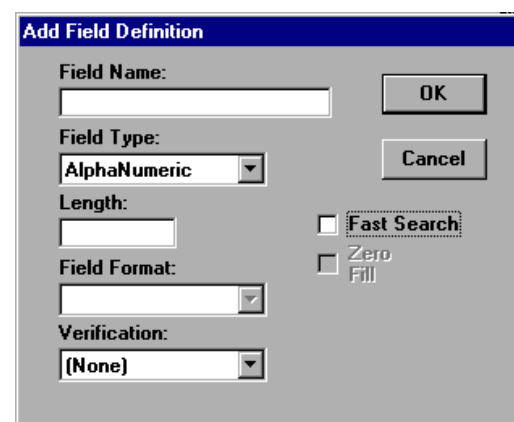 Add Field Definition
Field Name:
OK
Field Type:
AlphaNumeric
Cancel
Length:
Fast Search
Zero
Fill
Field Format:
Verification:
(None)